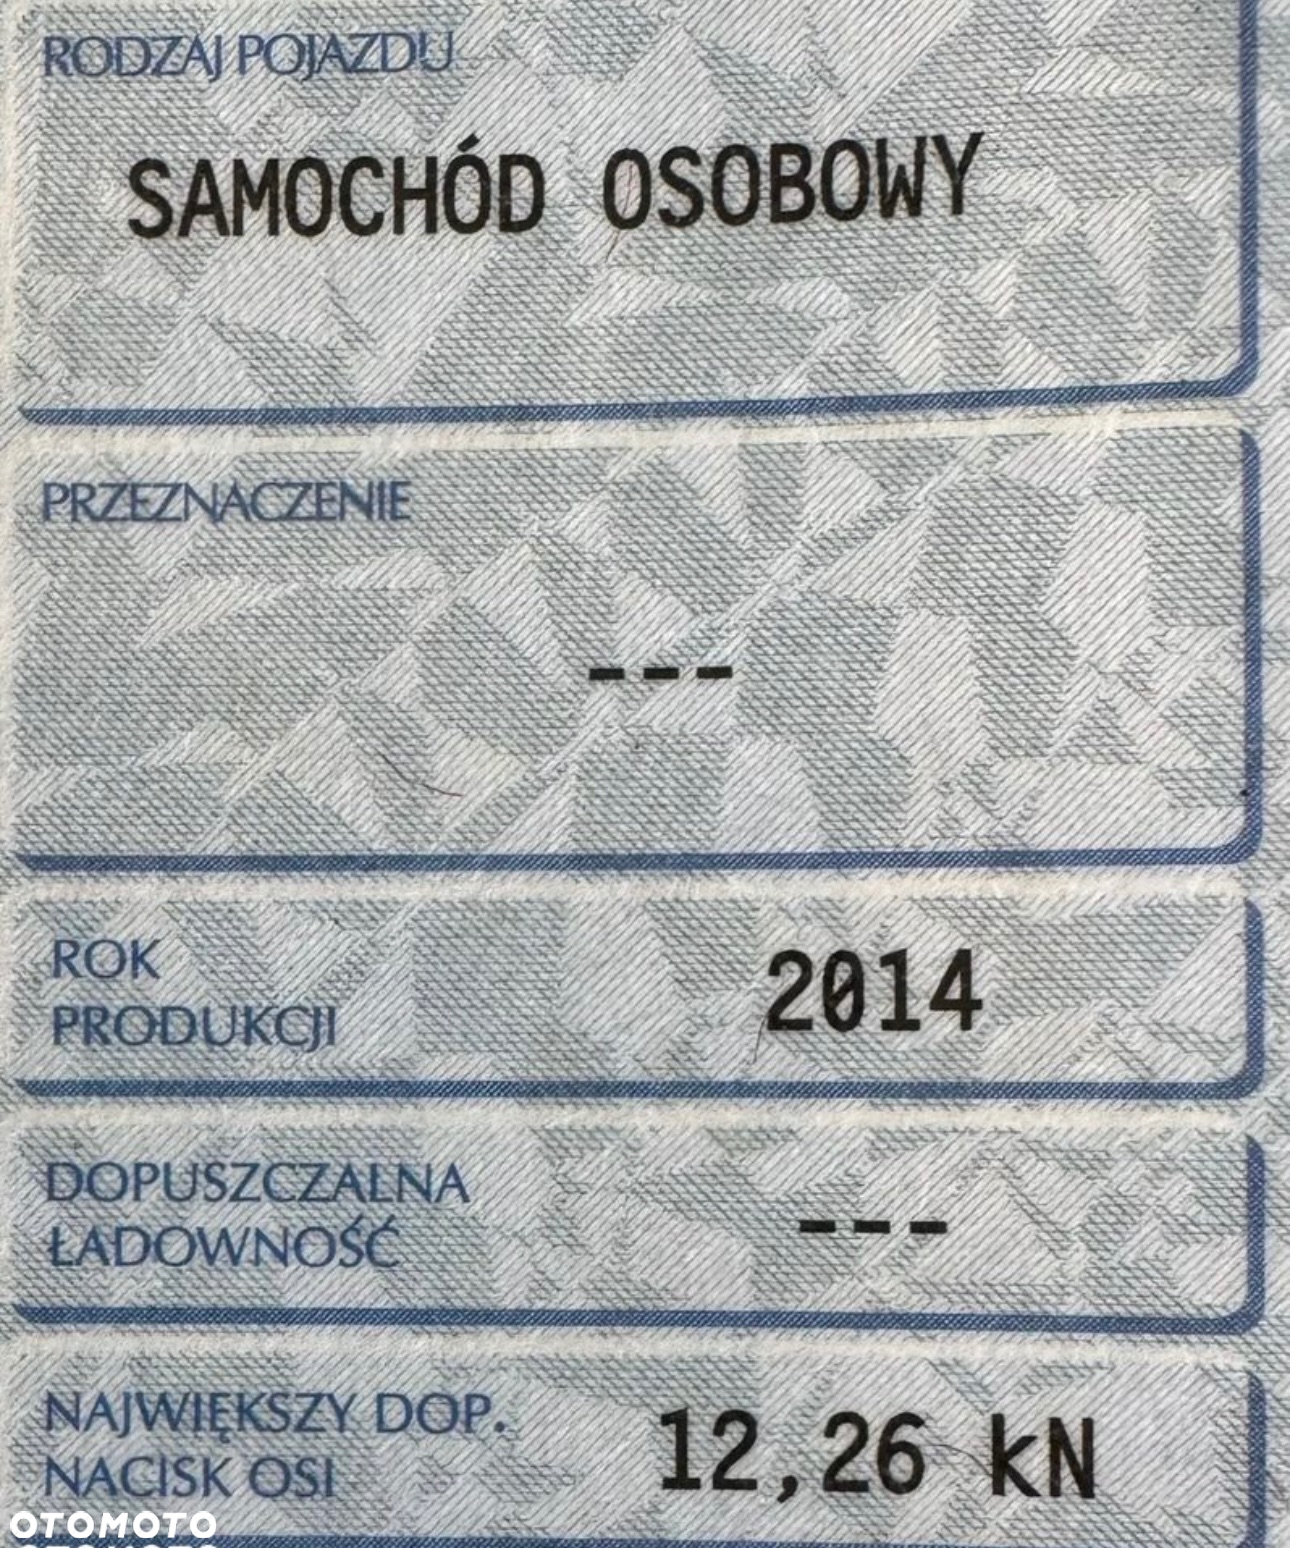 RODZAJ POJAZDU
SAMOCHÓD OSOBOWY
PRZEZNACZENIE
---
ROK
PRODUKCJI
2014
DOPUSZCZALNA
ŁADOWNOŚĆ
---
NAJWIĘKSZY DOP.
NACISK OSI
12,26 kN
OTOMOTO